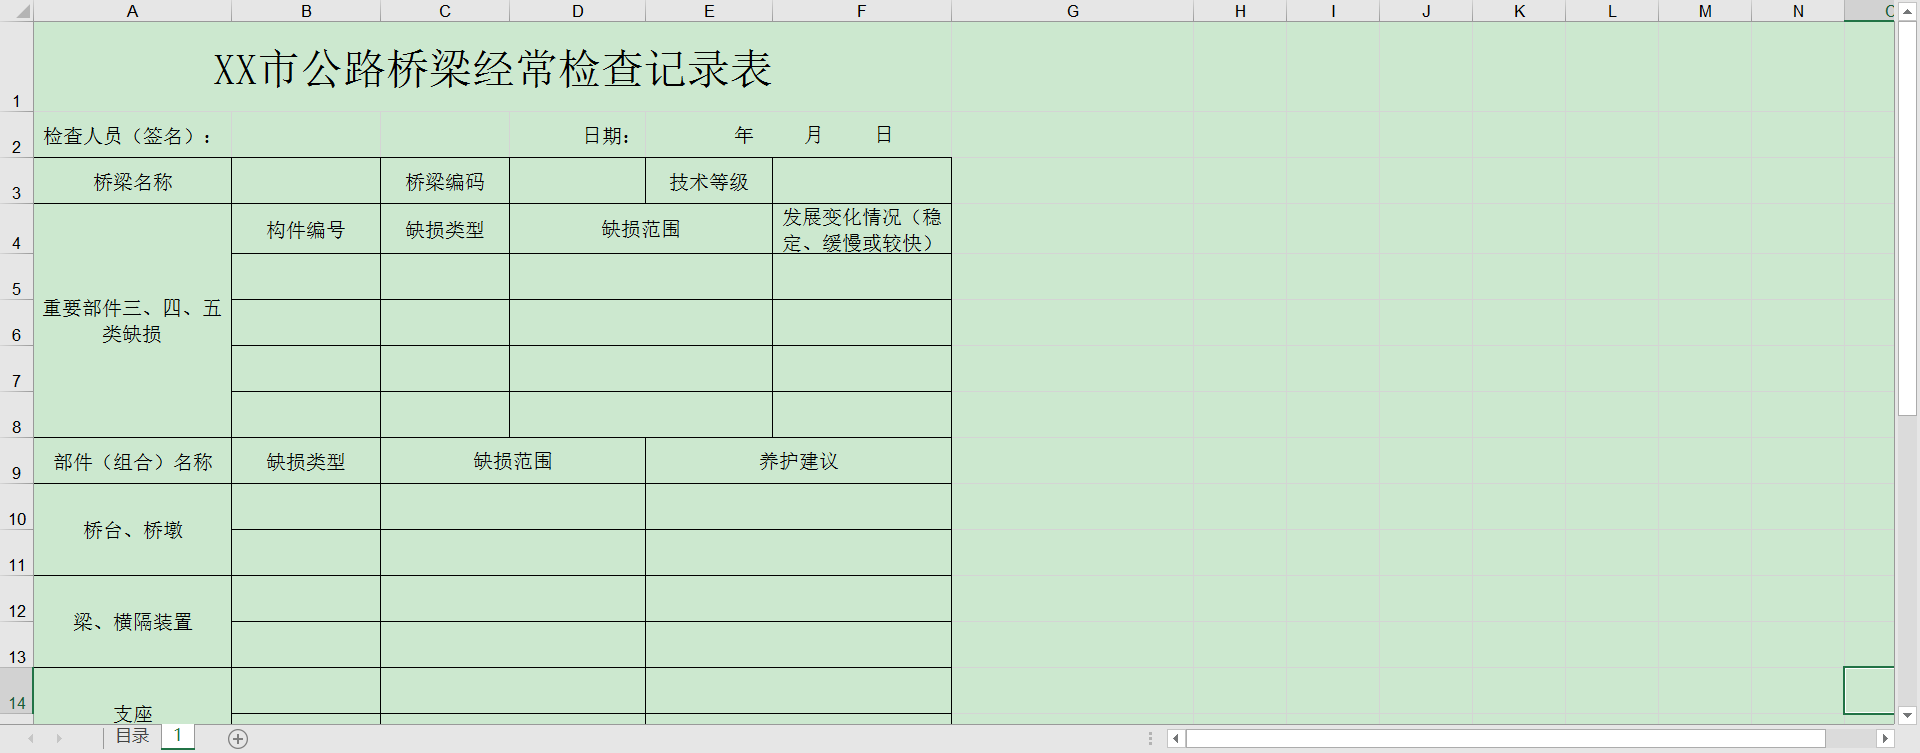 A B C D E F G H I J K L M N
1 XX市公路桥梁经常检查记录表
2 检查人员（签名）： 日期： 年 月 日
3 桥梁名称 桥梁编码 技术等级
4 构件编号 缺损类型 缺损范围 发展变化情况（稳
定、缓慢或较快）
5
重要部件三、四、五
6 类缺损
7
8
9 部件（组合）名称 缺损类型 缺损范围 养护建议
10
桥台、桥墩
11
12
梁、横隔装置
13
14
支座
目录 1